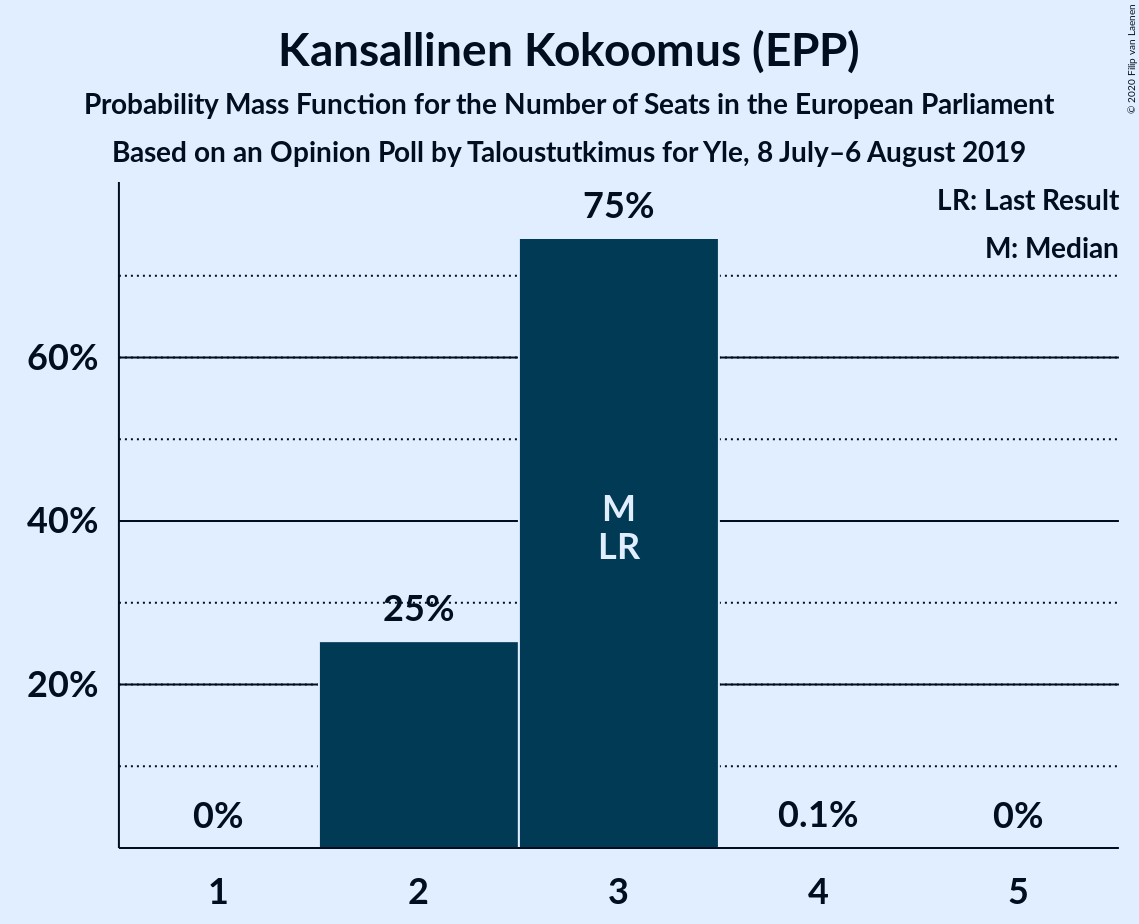 Kansallinen Kokoomus (EPP)
Probability Mass Function for the Number of Seats in the European Parliament
Based on an Opinion Poll by Taloustutkimus for Yle, 8 July–6 August 2019
© 2020 Filip van Laenen
LR: Last Result
M: Median
75%
60%
M
40%
LR
25%
20%
0%
0.1%
0%
1 2 3 4 5